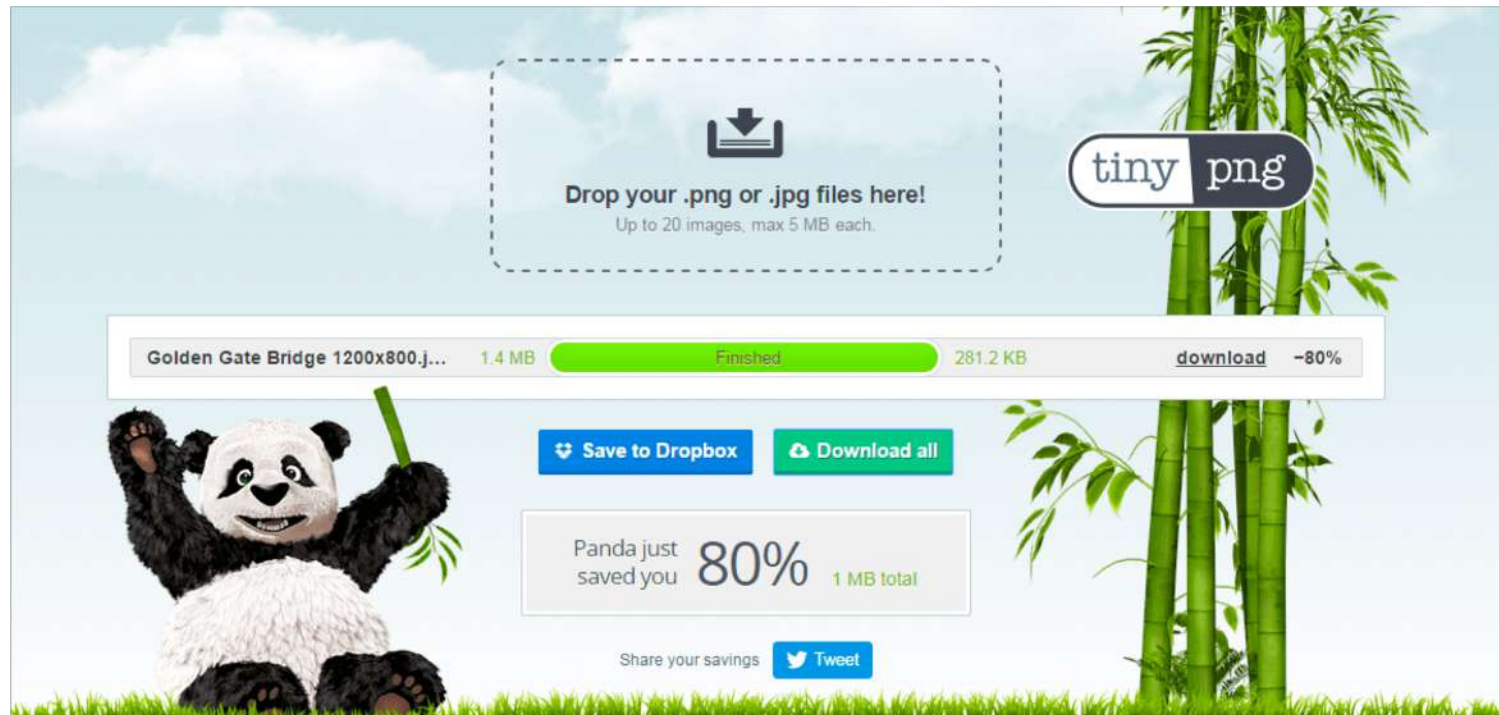 Drop your .png or .jpg files here!
Up to 20 images, max 5 MB each.
tiny png
Golden Gate Bridge 1200x800.j... 1.4 MB Finished 281.2 KB download −80%
Save to Dropbox Download all
Panda just
saved you 80% 1 MB total
Share your savings Tweet